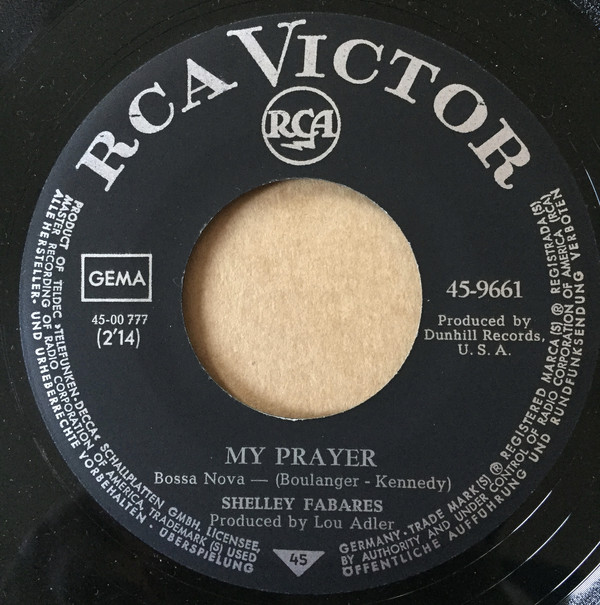 RCA VICTOR
RCA
GEMA
45-00 777
(2'14)
45-9661
Produced by
Dunhill Records,
U. S. A.
MY PRAYER
Bossa Nova — (Boulanger - Kennedy)
SHELLEY FABARES
Produced by Lou Adler
45
PRODUCT OF TELDEC »TELEFUNKEN-DECCA« SCHALLPLATTEN GMBH. LICENSEE,
MASTER RECORDING OF RADIO CORPORATION OF AMERICA, TRADEMARK (S) USED
ALLE HERSTELLER- UND URHEBERRECHTE VORBEHALTEN · ÜBERSPIELUNG
GERMANY · TRADE MARK(S) ® REGISTERED MARCA(S) ® REGISTRADA(S)
BY AUTHORITY AND UNDER CONTROL OF RADIO CORPORATION OF AMERICA (RCA)
ÖFFENTLICHE AUFFÜHRUNG UND RUNDFUNKSENDUNG VERBOTEN